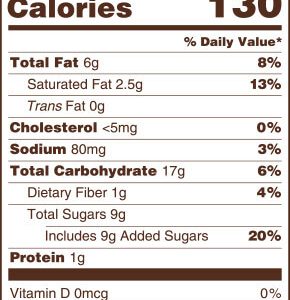 Calories 130
% Daily Value*
Total Fat 6g 8%
Saturated Fat 2.5g 13%
Trans Fat 0g
Cholesterol <5mg 0%
Sodium 80mg 3%
Total Carbohydrate 17g 6%
Dietary Fiber 1g 4%
Total Sugars 9g
Includes 9g Added Sugars 20%
Protein 1g
Vitamin D 0mcg 0%